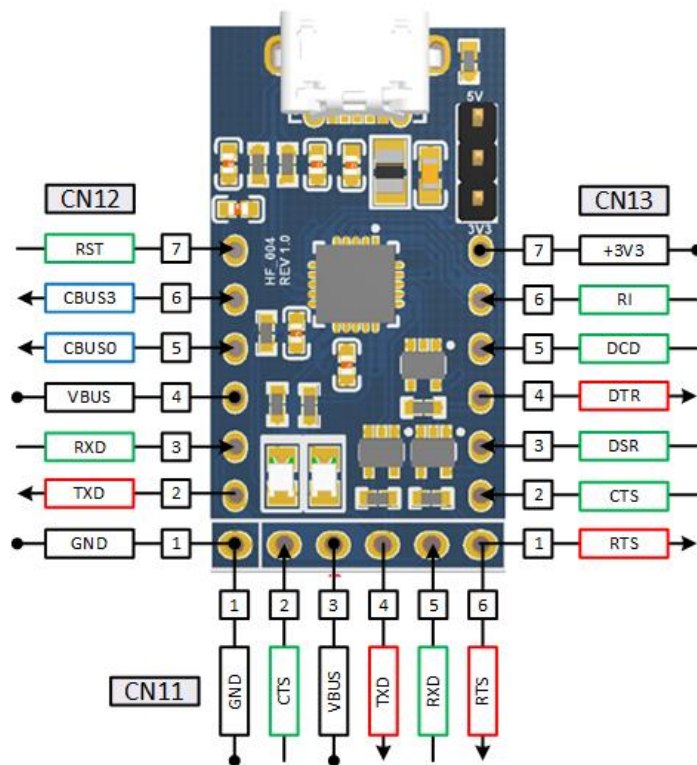 5V
CN12
CN13
3V3
HF_004
REV 1.0
RST 7
7 +3V3
CBUS3 6
6 RI
CBUS0 5
5 DCD
VBUS 4
4 DTR
RXD 3
3 DSR
TXD 2
2 CTS
GND 1
1 RTS
1 2 3 4 5 6
CN11
GND
CTS
VBUS
TXD
RXD
RTS